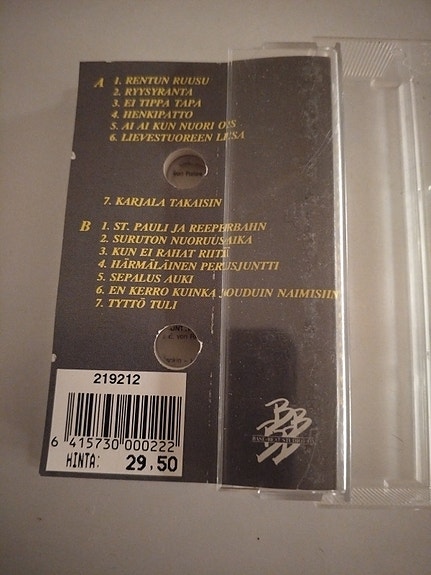 A 1. RENTUN RUUSU
2. RYYSYRANTA
3. EI TIPPA TAPA
4. HENKIPATTO
5. AI AI KUN NUORI OIS
6. LIEVESTUOREEN LIISA
7. KARJALA TAKAISIN
B 1. ST. PAULI JA REEPERBAHN
2. SURUTON NUORUUSAIKA
3. KUN EI RAHAT RIITÄ
4. HÄRMÄLÄINEN PERUSJUNTTI
5. SEPALUS AUKI
6. EN KERRO KUINKA JOUDUIN NAIMISIIN
7. TYTTÖ TULI
219212
6 415730 000222
HINTA: 29,50
BBB